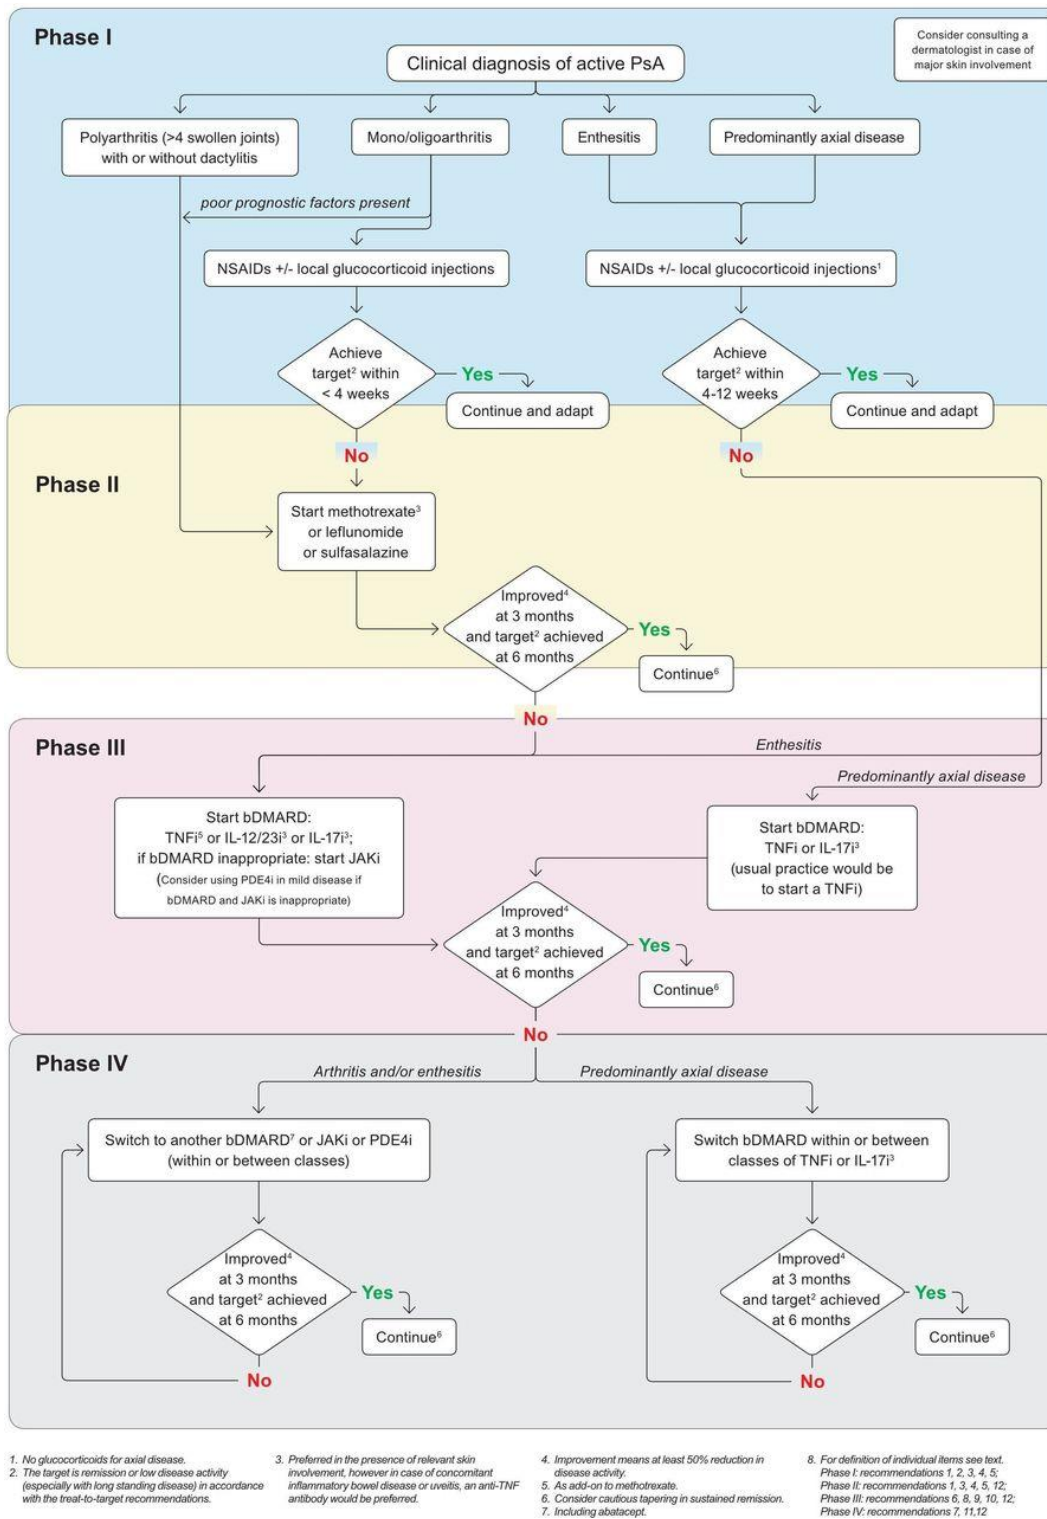 Phase I
Consider consulting a
dermatologist in case of
major skin involvement
Clinical diagnosis of active PsA
Polyarthritis (>4 swollen joints)
with or without dactylitis
Mono/oligoarthritis
Enthesitis
Predominantly axial disease
poor prognostic factors present
NSAIDs +/- local glucocorticoid injections
NSAIDs +/- local glucocorticoid injections¹
Achieve
target² within
< 4 weeks
Yes
Continue and adapt
Achieve
target² within
4-12 weeks
Yes
Continue and adapt
No
No
Phase II
Start methotrexate³
or leflunomide
or sulfasalazine
Improved⁴
at 3 months
and target² achieved
at 6 months
Yes
Continue⁶
No
Phase III
Enthesitis
Predominantly axial disease
Start bDMARD:
TNFi⁵ or IL-12/23i³ or IL-17i³;
if bDMARD inappropriate: start JAKi
(Consider using PDE4i in mild disease if
bDMARD and JAKi is inappropriate)
Start bDMARD:
TNFi or IL-17i³
(usual practice would be
to start a TNFi)
Improved⁴
at 3 months
and target² achieved
at 6 months
Yes
Continue⁶
No
Phase IV
Arthritis and/or enthesitis
Predominantly axial disease
Switch to another bDMARD⁷ or JAKi or PDE4i
(within or between classes)
Switch bDMARD within or between
classes of TNFi or IL-17i³
Improved⁴
at 3 months
and target² achieved
at 6 months
Yes
Continue⁶
No
Improved⁴
at 3 months
and target² achieved
at 6 months
Yes
Continue⁶
No
1. No glucocorticoids for axial disease.
2. The target is remission or low disease activity
(especially with long standing disease) in accordance
with the treat-to-target recommendations.
3. Preferred in the presence of relevant skin
involvement, however in case of concomitant
inflammatory bowel disease or uveitis, an anti-TNF
antibody would be preferred.
4. Improvement means at least 50% reduction in
disease activity.
5. As add-on to methotrexate.
6. Consider cautious tapering in sustained remission.
7. Including abatacept.
8. For definition of individual items see text.
Phase I: recommendations 1, 2, 3, 4, 5;
Phase II: recommendations 1, 3, 4, 5, 12;
Phase III: recommendations 6, 8, 9, 10, 12;
Phase IV: recommendations 7, 11,12